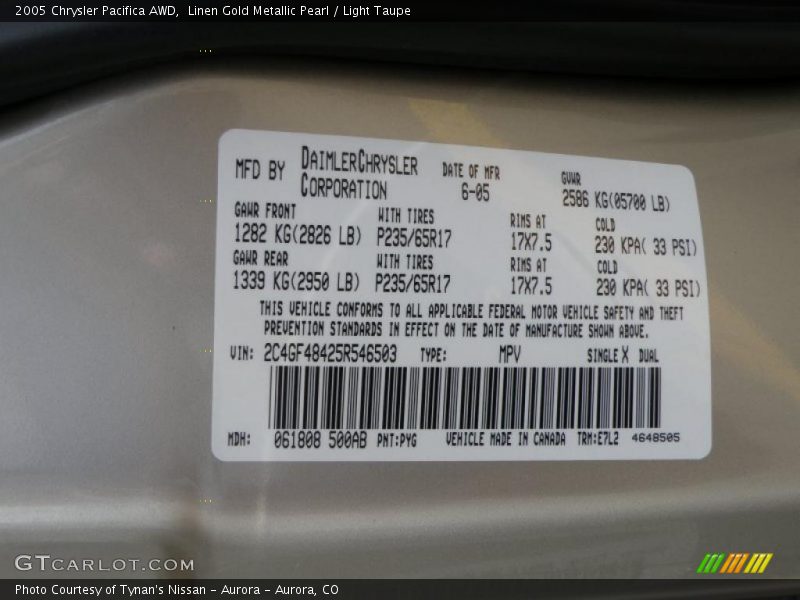 2005 Chrysler Pacifica AWD,  Linen Gold Metallic Pearl / Light Taupe
MFD BY DAIMLERCHRYSLER CORPORATION DATE OF MFR 6-05 GVWR 2586 KG(05700 LB)
GAWR FRONT WITH TIRES RIMS AT COLD
1282 KG(2826 LB) P235/65R17 17X7.5 230 KPA( 33 PSI)
GAWR REAR WITH TIRES RIMS AT COLD
1339 KG(2950 LB) P235/65R17 17X7.5 230 KPA( 33 PSI)
THIS VEHICLE CONFORMS TO ALL APPLICABLE FEDERAL MOTOR VEHICLE SAFETY AND THEFT
PREVENTION STANDARDS IN EFFECT ON THE DATE OF MANUFACTURE SHOWN ABOVE.
VIN: 2C4GF48425R546503 TYPE: MPV SINGLE X DUAL
MDH: 061808 500AB PNT:PYG VEHICLE MADE IN CANADA TRM:E7L2 4648505
GTCARLOT.COM
Photo Courtesy of Tynan's Nissan - Aurora - Aurora, CO